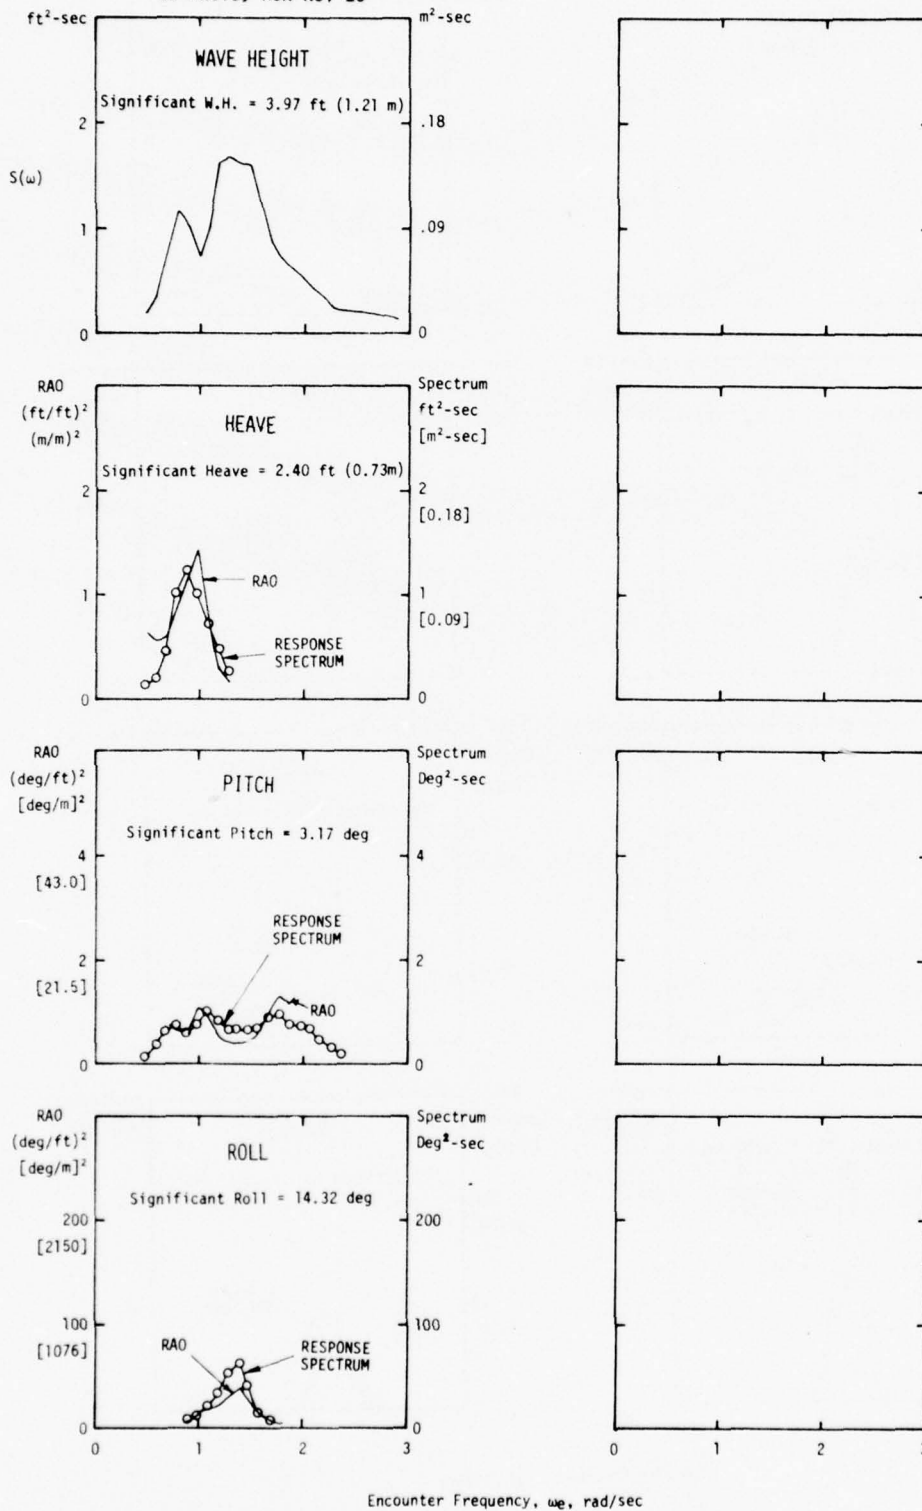 ft²-sec
m²-sec
WAVE HEIGHT
Significant W.H. = 3.97 ft (1.21 m)
2
.18
S(ω)
1
.09
0
0
RAO
(ft/ft)²
(m/m)²
Spectrum
ft²-sec
[m²-sec]
HEAVE
Significant Heave = 2.40 ft (0.73m)
2
2
[0.18]
RAO
1
1
[0.09]
RESPONSE
SPECTRUM
0
0
RAO
(deg/ft)²
[deg/m]²
Spectrum
Deg²-sec
PITCH
Significant Pitch = 3.17 deg
4
4
[43.0]
RESPONSE
SPECTRUM
2
2
[21.5]
RAO
0
0
RAO
(deg/ft)²
[deg/m]²
Spectrum
Deg²-sec
ROLL
Significant Roll = 14.32 deg
200
200
[2150]
100
100
[1076]
RAO
RESPONSE
SPECTRUM
0
0
0 1 2 3
0 1 2
Encounter Frequency, ωe, rad/sec